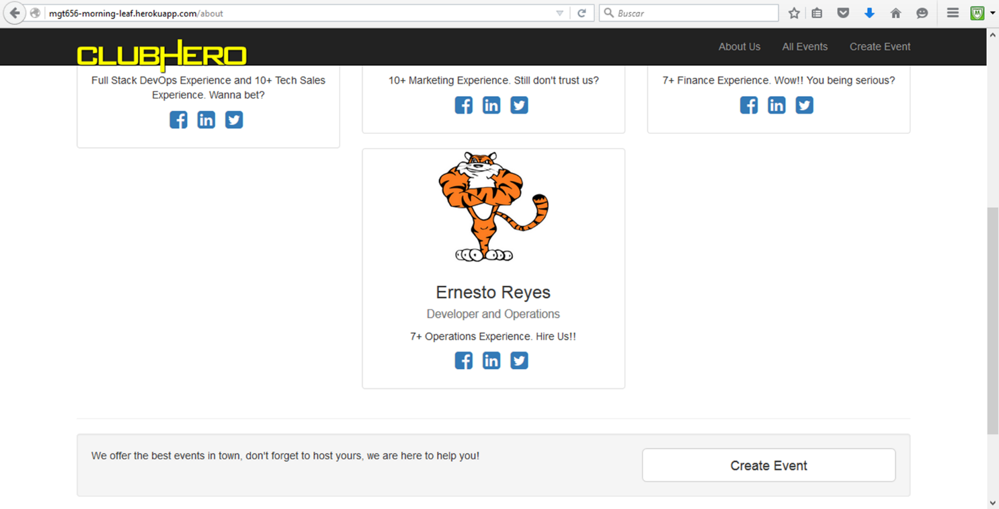 mgt656-morning-leaf.herokuapp.com/about
Buscar
CLUBHERO
About Us
All Events
Create Event
Full Stack DevOps Experience and 10+ Tech Sales
Experience. Wanna bet?
10+ Marketing Experience. Still don't trust us?
7+ Finance Experience. Wow!! You being serious?
Ernesto Reyes
Developer and Operations
7+ Operations Experience. Hire Us!!
We offer the best events in town, don't forget to host yours, we are here to help you!
Create Event